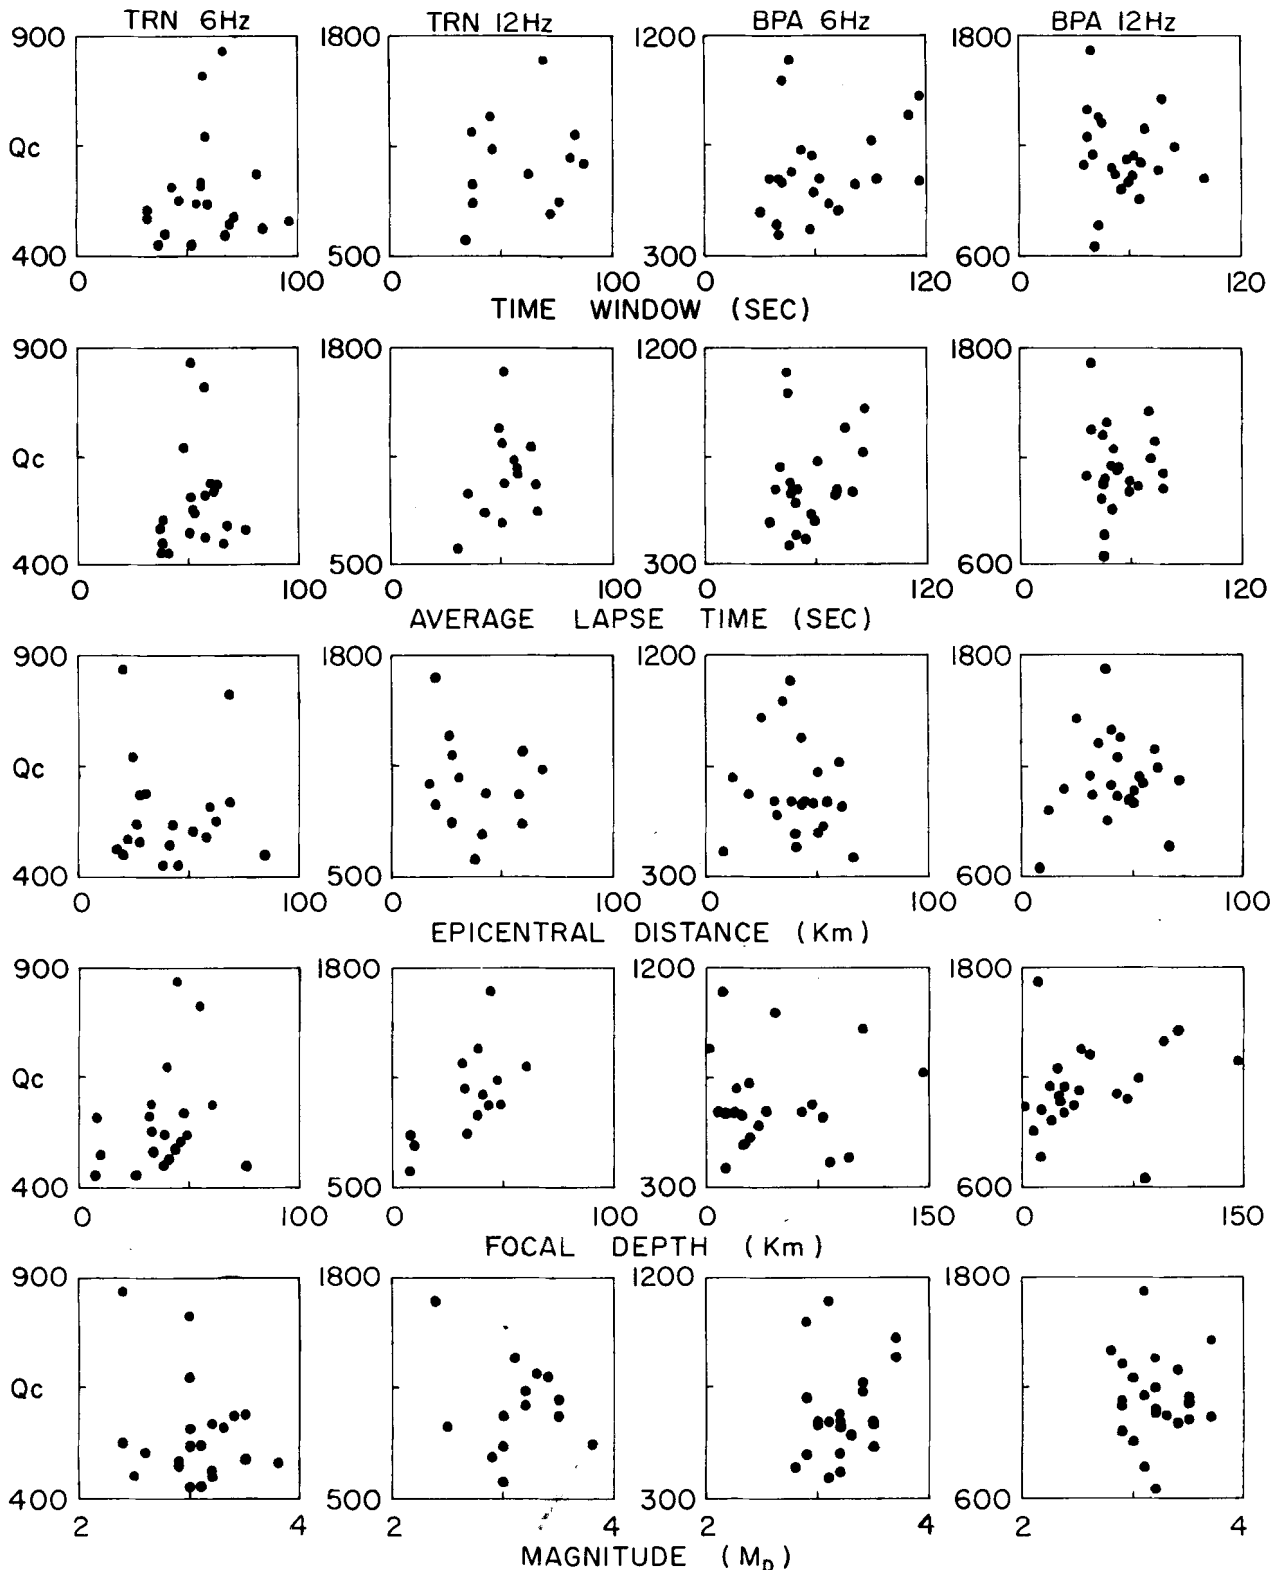 TRN 6Hz TRN 12Hz BPA 6Hz BPA 12Hz
900 1800 1200 1800
Qc
400 500 300 600
0 100 0 100 0 120 0 120
TIME WINDOW (SEC)
900 1800 1200 1800
Qc
400 500 300 600
0 100 0 100 0 120 0 120
AVERAGE LAPSE TIME (SEC)
900 1800 1200 1800
Qc
400 500 300 600
0 100 0 100 0 100 0 100
EPICENTRAL DISTANCE (Km)
900 1800 1200 1800
Qc
400 500 300 600
0 100 0 100 0 150 0 150
FOCAL DEPTH (Km)
900 1800 1200 1800
Qc
400 500 300 600
2 4 2 4 2 4 2 4
MAGNITUDE (MD)